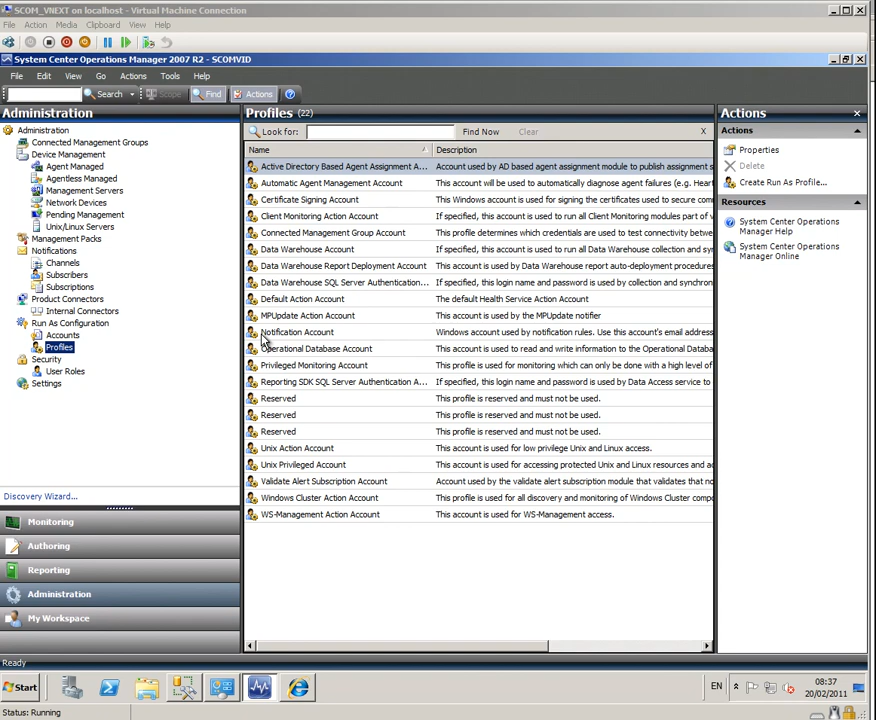 SCOM_VNEXT on localhost - Virtual Machine Connection
File Action Media Clipboard View Help
System Center Operations Manager 2007 R2 - SCOMVID
File Edit View Go Actions Tools Help
Search Scope Find Actions
Administration
Administration
Connected Management Groups
Device Management
Agent Managed
Agentless Managed
Management Servers
Network Devices
Pending Management
Unix/Linux Servers
Management Packs
Notifications
Channels
Subscribers
Subscriptions
Product Connectors
Internal Connectors
Run As Configuration
Accounts
Profiles
Security
User Roles
Settings
Discovery Wizard...
Monitoring
Authoring
Reporting
Administration
My Workspace
Profiles (22)
Look for: Find Now Clear X
Name Description
Active Directory Based Agent Assignment A... Account used by AD based agent assignment module to publish assignment s
Automatic Agent Management Account This account will be used to automatically diagnose agent failures (e.g. Heart
Certificate Signing Account This Windows account is used for signing the certificates used to secure com
Client Monitoring Action Account If specified, this account is used to run all Client Monitoring modules part of
Connected Management Group Account This profile determines which credentials are used to test connectivity betwe
Data Warehouse Account If specified, this account is used to run all Data Warehouse collection and sy
Data Warehouse Report Deployment Account This account is used by Data Warehouse report auto-deployment procedures
Data Warehouse SQL Server Authentication... If specified, this login name and password is used by collection and synchron
Default Action Account The default Health Service Action Account
MPUpdate Action Account This account is used by the MPUpdate notifier
Notification Account Windows account used by notification rules. Use this account's email address
Operational Database Account This account is used to read and write information to the Operational Databa
Privileged Monitoring Account This profile is used for monitoring which can only be done with a high level of
Reporting SDK SQL Server Authentication A... If specified, this login name and password is used by Data Access service to
Reserved This profile is reserved and must not be used.
Reserved This profile is reserved and must not be used.
Reserved This profile is reserved and must not be used.
Unix Action Account This account is used for low privilege Unix and Linux access.
Unix Privileged Account This account is used for accessing protected Unix and Linux resources and ac
Validate Alert Subscription Account Account used by the validate alert subscription module that validates that no
Windows Cluster Action Account This profile is used for all discovery and monitoring of Windows Cluster compo
WS-Management Action Account This account is used for WS-Management access.
Actions
Actions
Properties
Delete
Create Run As Profile...
Resources
System Center Operations
Manager Help
System Center Operations
Manager Online
Ready
Start EN 08:37
20/02/2011
Status: Running